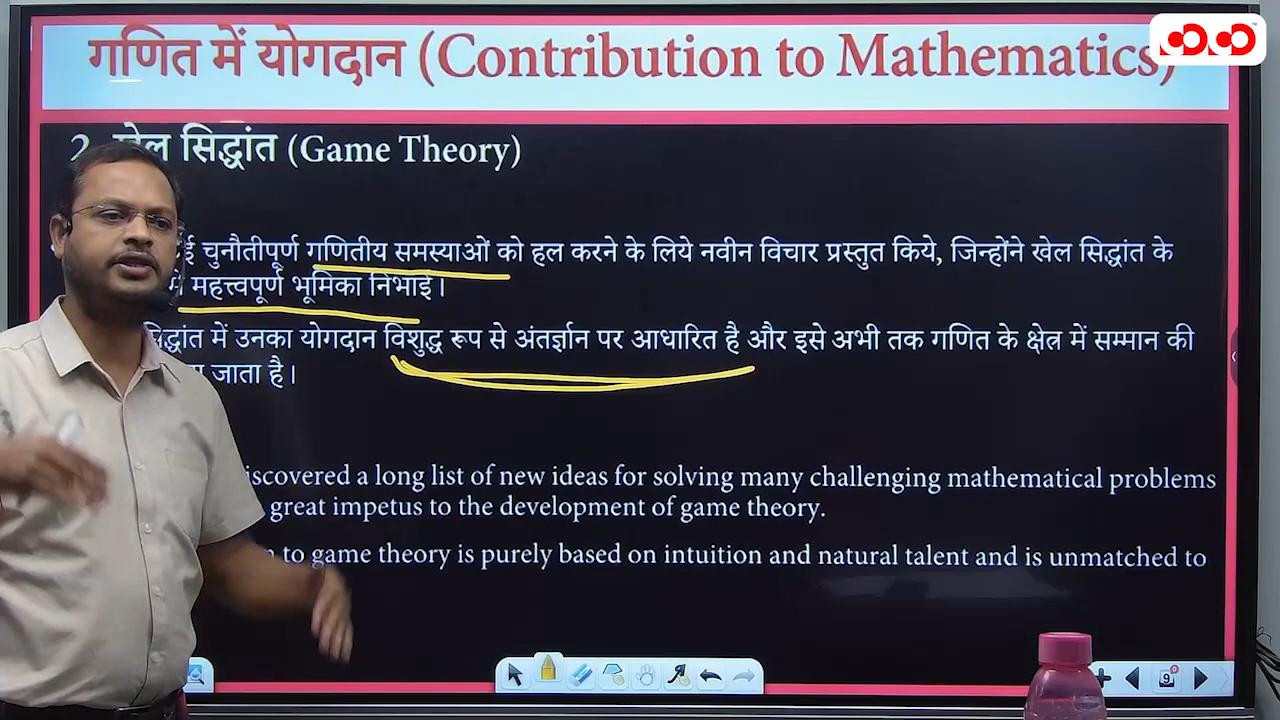 गणित में योगदान (Contribution to Mathematics)
2. खेल सिद्धांत (Game Theory)
चुनौतीपूर्ण गणितीय समस्याओं को हल करने के लिये नवीन विचार प्रस्तुत किये, जिन्होंने खेल सिद्धांत के
में महत्त्वपूर्ण भूमिका निभाई।
सिद्धांत में उनका योगदान विशुद्ध रूप से अंतर्ज्ञान पर आधारित है और इसे अभी तक गणित के क्षेत्र में सम्मान की
जाता है।
iscovered a long list of new ideas for solving many challenging mathematical problems
great impetus to the development of game theory.
to game theory is purely based on intuition and natural talent and is unmatched to
9